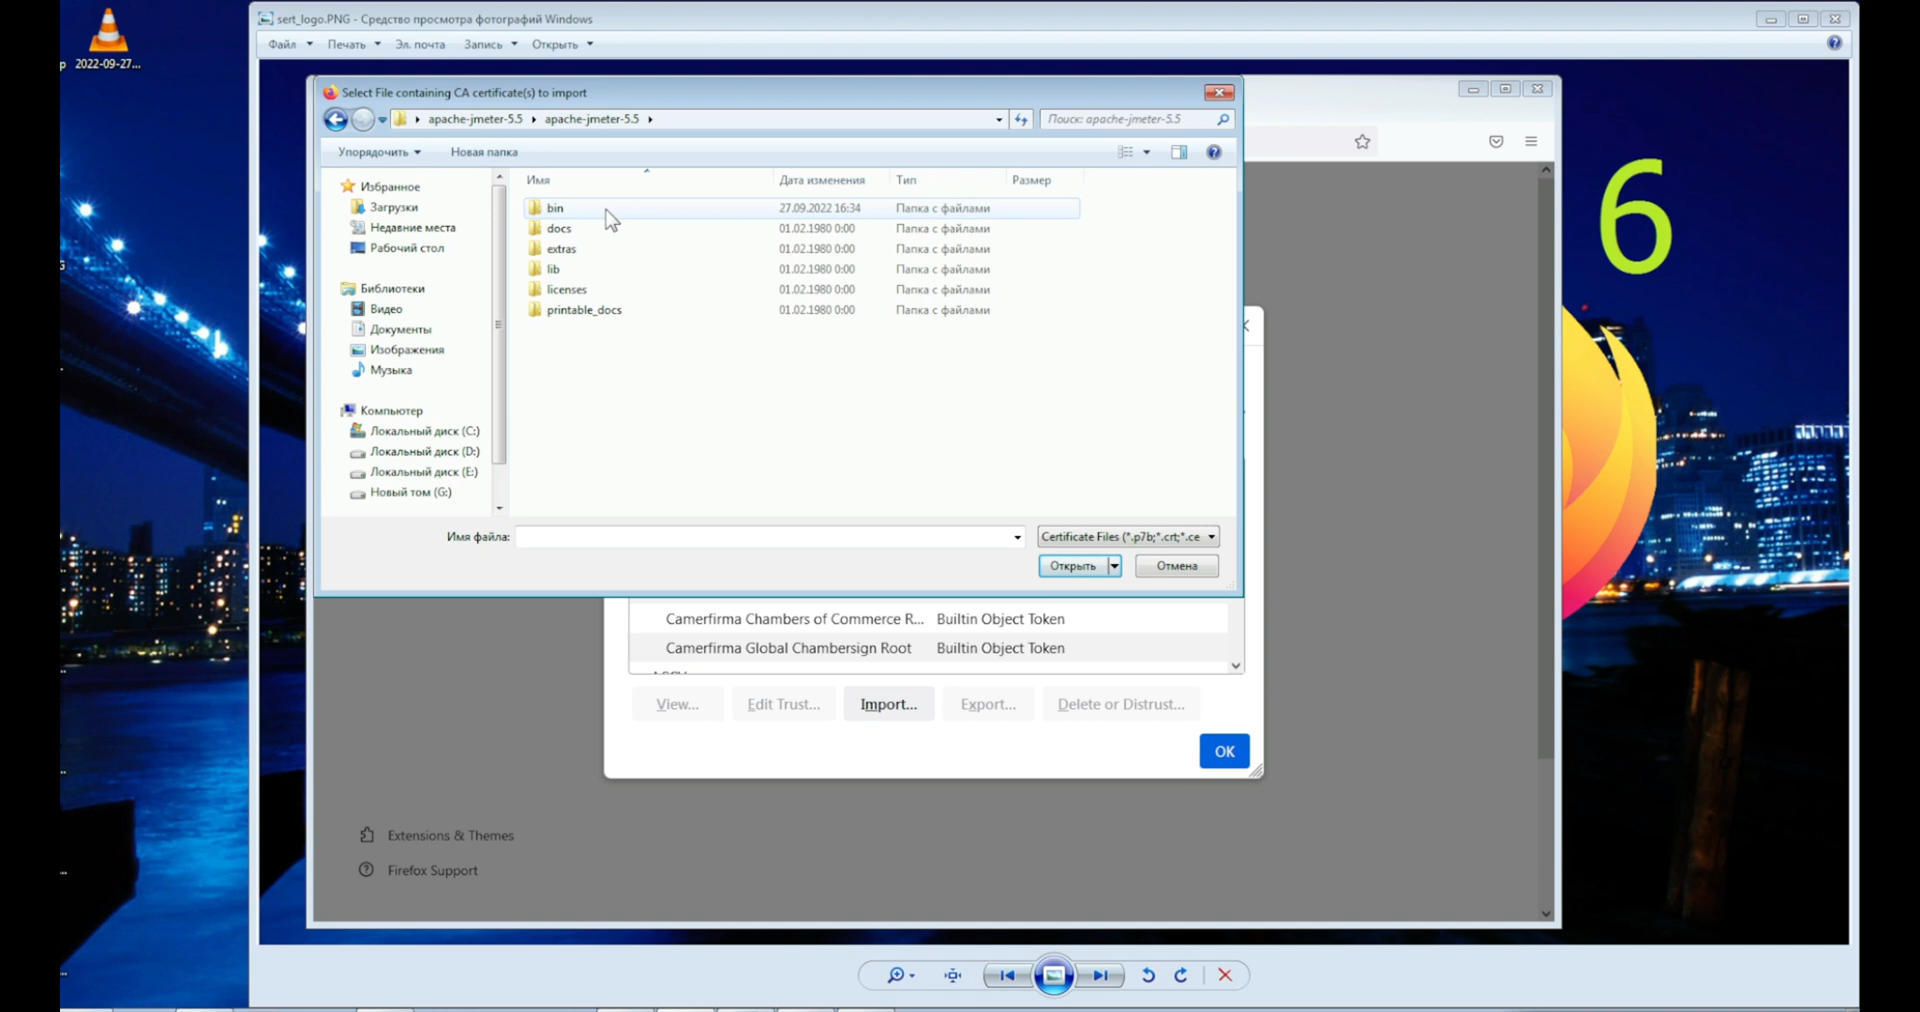 2022-09-27...
sert_logo.PNG - Средство просмотра фотографий Windows
Файл Печать Эл. почта Запись Открыть
Select File containing CA certificate(s) to import
apache-jmeter-5.5 apache-jmeter-5.5
Поиск: apache-jmeter-5.5
Упорядочить Новая папка
Имя Дата изменения Тип Размер
Избранное
Загрузки
Недавние места
Рабочий стол
Библиотеки
Видео
Документы
Изображения
Музыка
Компьютер
Локальный диск (C:)
Локальный диск (D:)
Локальный диск (E:)
Новый том (G:)
bin 27.09.2022 16:34 Папка с файлами
docs 01.02.1980 0:00 Папка с файлами
extras 01.02.1980 0:00 Папка с файлами
lib 01.02.1980 0:00 Папка с файлами
licenses 01.02.1980 0:00 Папка с файлами
printable_docs 01.02.1980 0:00 Папка с файлами
6
Имя файла:
Certificate Files (*.p7b;*.crt;*.ce
Открыть Отмена
Camerfirma Chambers of Commerce R... Builtin Object Token
Camerfirma Global Chambersign Root Builtin Object Token
View... Edit Trust... Import... Export... Delete or Distrust...
OK
Extensions & Themes
Firefox Support